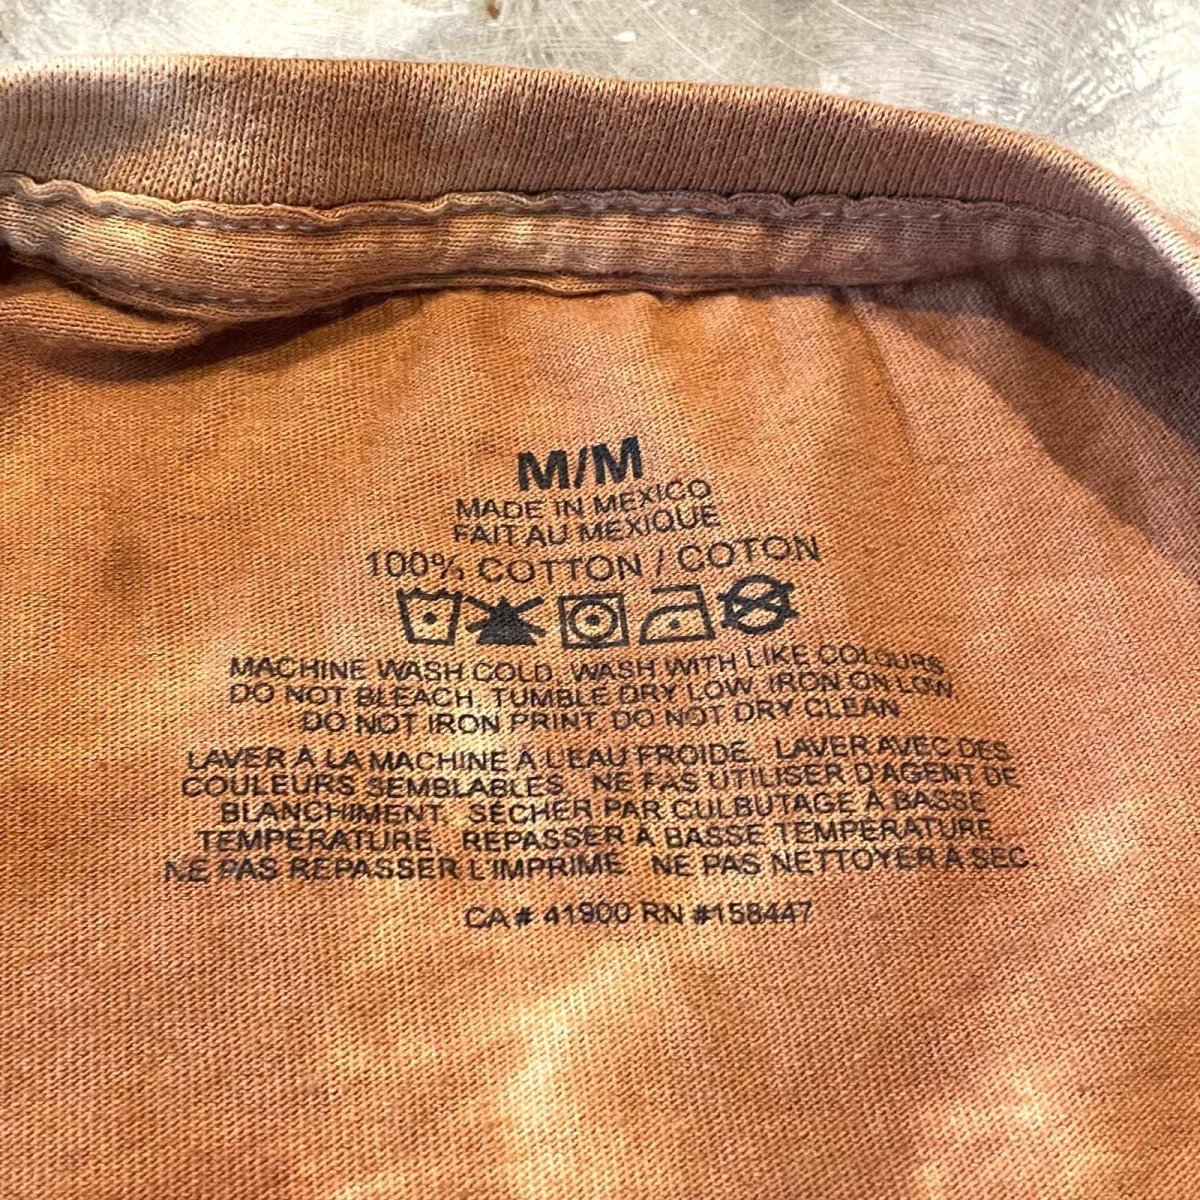 M/M
MADE IN MEXICO
FAIT AU MEXIQUE
100% COTTON / COTON
MACHINE WASH COLD. WASH WITH LIKE COLOURS.
DO NOT BLEACH. TUMBLE DRY LOW. IRON ON LOW.
DO NOT IRON PRINT. DO NOT DRY CLEAN
LAVER À LA MACHINE À L'EAU FROIDE. LAVER AVEC DES
COULEURS SEMBLABLES. NE PAS UTILISER D'AGENT DE
BLANCHIMENT. SÉCHER PAR CULBUTAGE À BASSE
TEMPÉRATURE. REPASSER À BASSE TEMPÉRATURE.
NE PAS REPASSER L'IMPRIMÉ. NE PAS NETTOYER À SEC.
CA# 41900 RN #158447